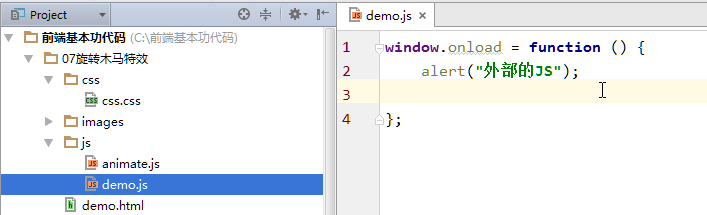 Project
前端基本功代码 (C:\前端基本功代码)
07旋转木马特效
css
css.css
images
js
animate.js
demo.js
demo.html
demo.js ×
1 window.onload = function () {
2 alert("外部的JS");
3
4 };